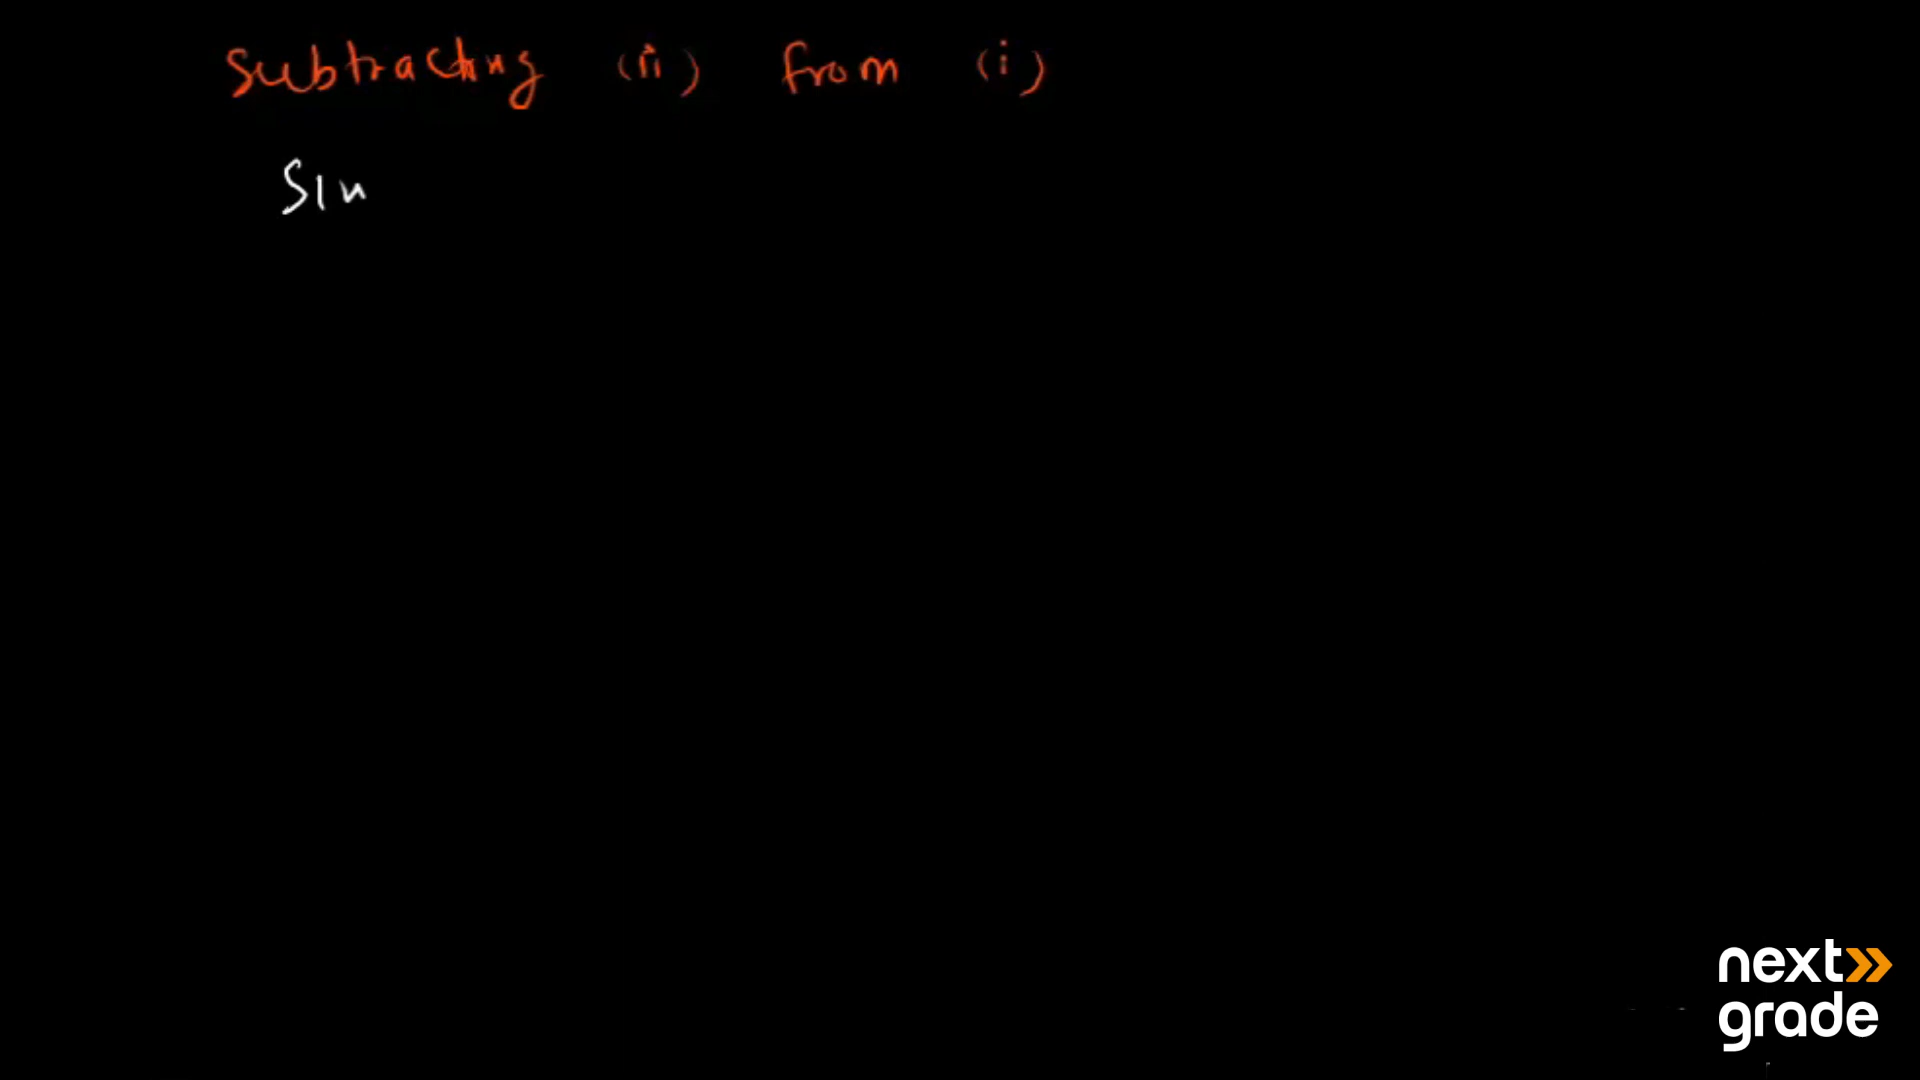 Subtracting (ii) from (i)
Sin
next
grade